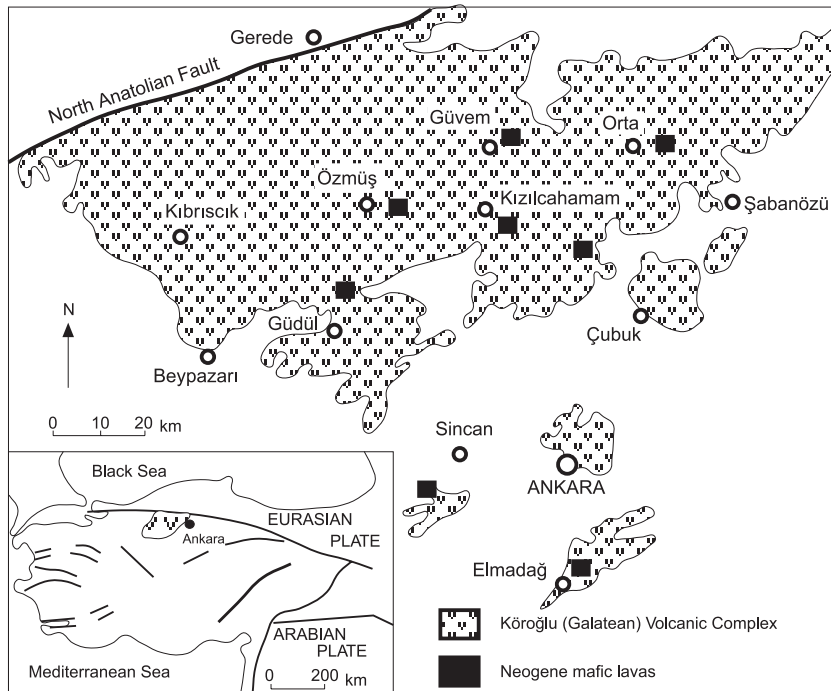 Gerede
North Anatolian Fault
Güvem
Orta
Özmüş
Kızılcahamam
Şabanözü
Kıbrıscık
N
Güdül
Çubuk
Beypazarı
0 10 20 km
Sincan
ANKARA
Elmadağ
Black Sea
EURASIAN
PLATE
Ankara
ARABIAN
PLATE
Mediterranean Sea
0 200 km
Köroğlu (Galatean) Volcanic Complex
Neogene mafic lavas